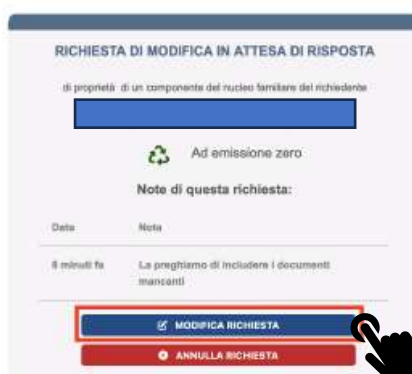 RICHIESTA DI MODIFICA IN ATTESA DI RISPOSTA
di proprietà di un componente del nucleo familiare del richiedente
Ad emissione zero
Note di questa richiesta:
Data Nota
6 minuti fa La preghiamo di includere i documenti
mancanti
MODIFICA RICHIESTA
ANNULLA RICHIESTA